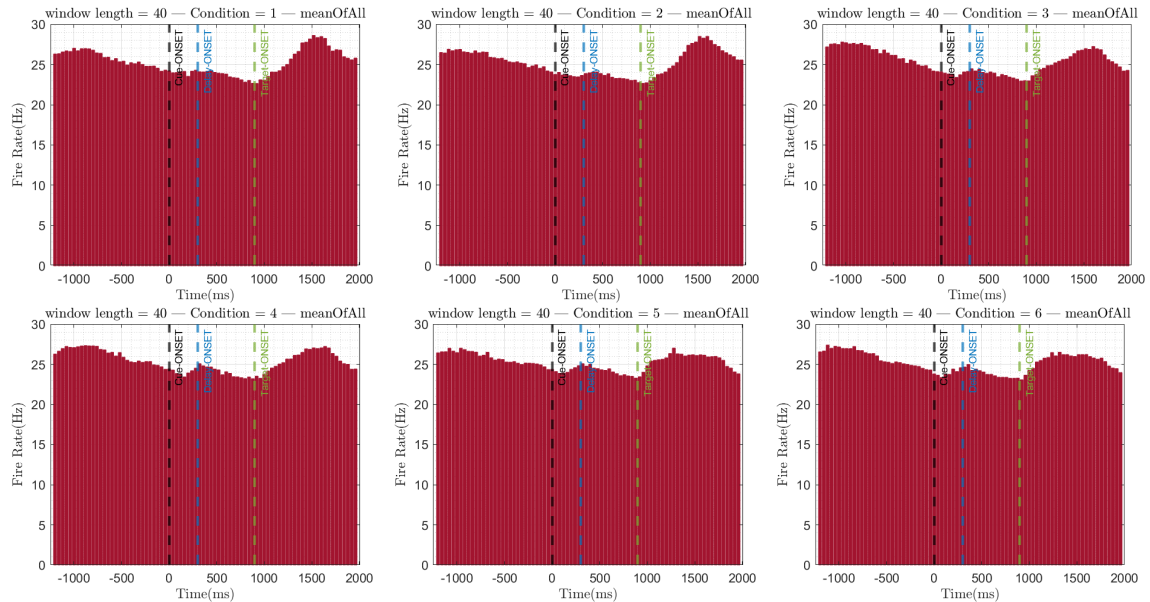 window length = 40 — Condition = 1 — meanOfAll
30
25
20
15
10
5
0
Fire Rate(Hz)
Cue-ONSET
Delay-ONSET
Target-ONSET
-1000 -500 0 500 1000 1500 2000
Time(ms)
window length = 40 — Condition = 2 — meanOfAll
30
25
20
15
10
5
0
Fire Rate(Hz)
Cue-ONSET
Delay-ONSET
Target-ONSET
-1000 -500 0 500 1000 1500 2000
Time(ms)
window length = 40 — Condition = 3 — meanOfAll
30
25
20
15
10
5
0
Fire Rate(Hz)
Cue-ONSET
Delay-ONSET
Target-ONSET
-1000 -500 0 500 1000 1500 2000
Time(ms)
window length = 40 — Condition = 4 — meanOfAll
30
25
20
15
10
5
0
Fire Rate(Hz)
Cue-ONSET
Delay-ONSET
Target-ONSET
-1000 -500 0 500 1000 1500 2000
Time(ms)
window length = 40 — Condition = 5 — meanOfAll
30
25
20
15
10
5
0
Fire Rate(Hz)
Cue-ONSET
Delay-ONSET
Target-ONSET
-1000 -500 0 500 1000 1500 2000
Time(ms)
window length = 40 — Condition = 6 — meanOfAll
30
25
20
15
10
5
0
Fire Rate(Hz)
Cue-ONSET
Delay-ONSET
Target-ONSET
-1000 -500 0 500 1000 1500 2000
Time(ms)